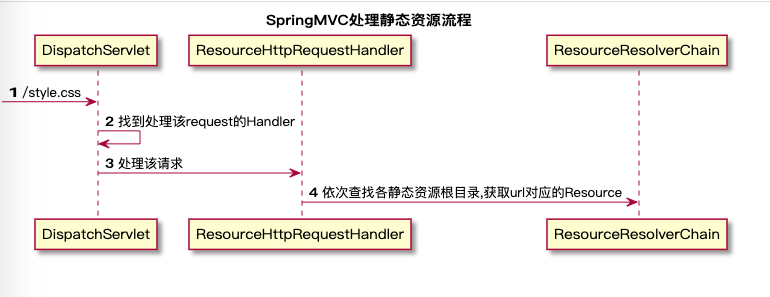 SpringMVC处理静态资源流程
DispatchServlet
ResourceHttpRequestHandler
ResourceResolverChain
1 /style.css
2 找到处理该request的Handler
3 处理该请求
4 依次查找各静态资源根目录,获取url对应的Resource
DispatchServlet
ResourceHttpRequestHandler
ResourceResolverChain